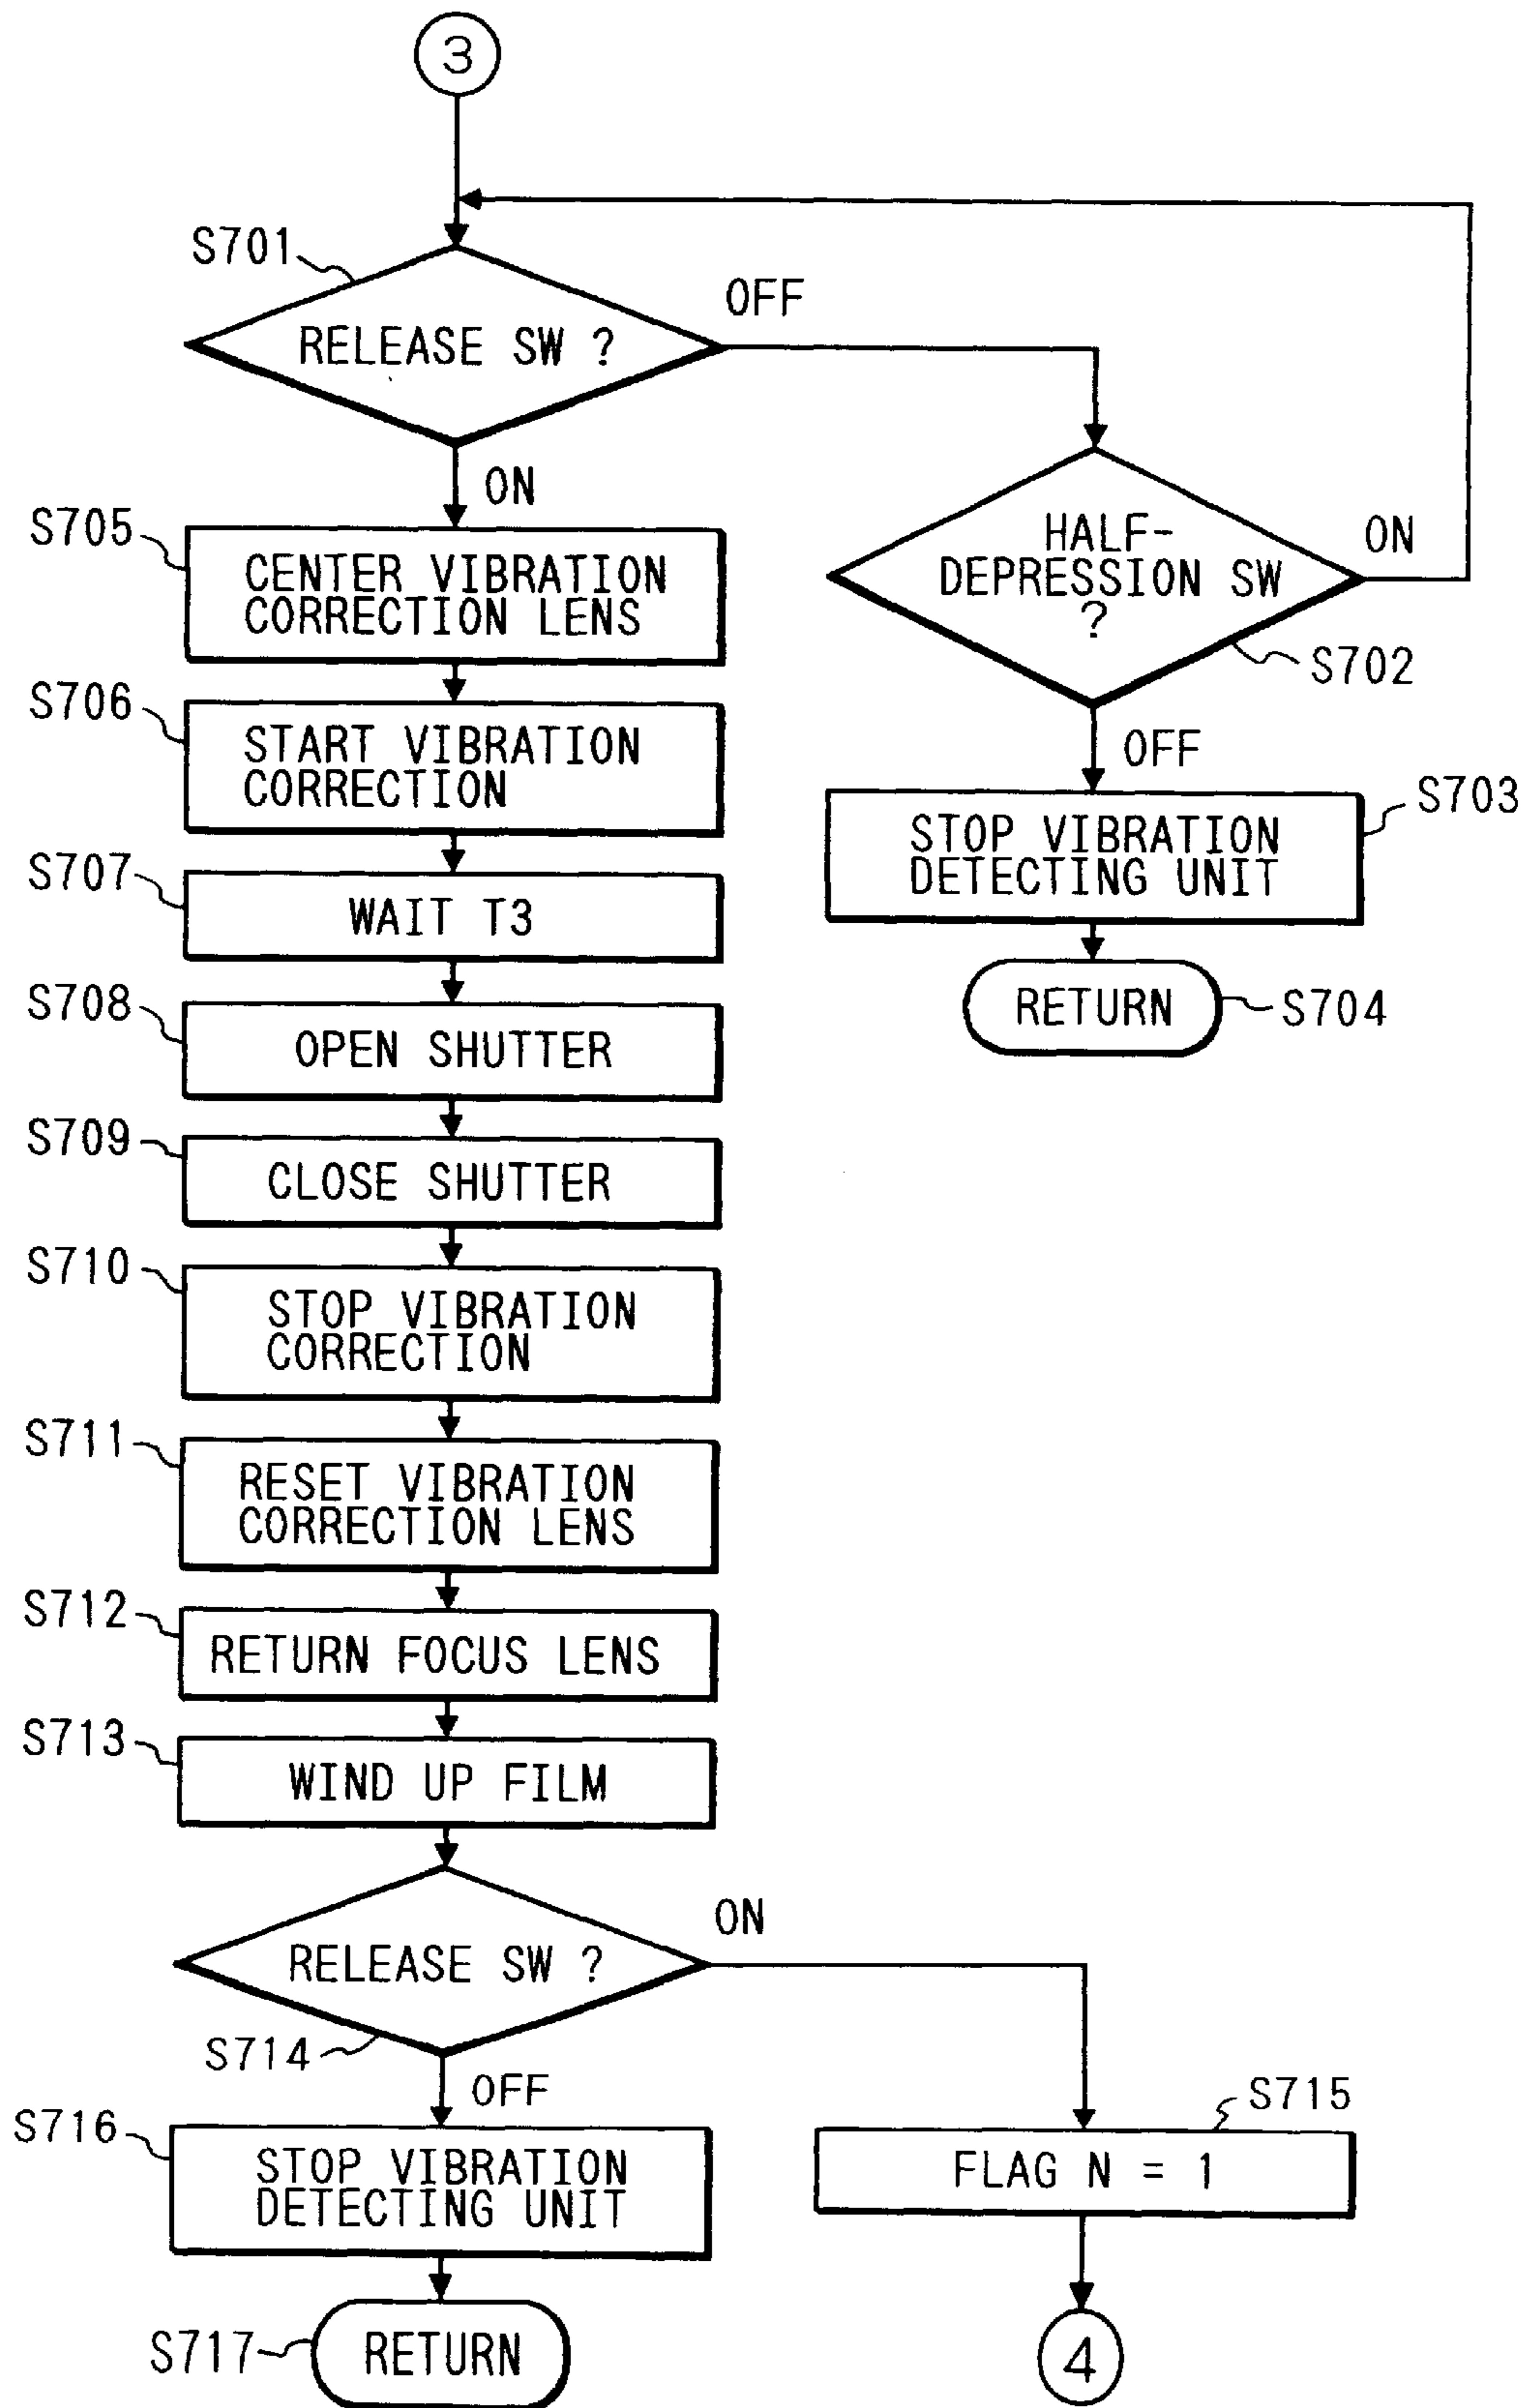 3
S701
RELEASE SW ?
OFF
ON
S705
CENTER VIBRATION
CORRECTION LENS
HALF-
DEPRESSION SW
?
ON
S702
S706
START VIBRATION
CORRECTION
OFF
S703
STOP VIBRATION
DETECTING UNIT
S707
WAIT T3
RETURN
S704
S708
OPEN SHUTTER
S709
CLOSE SHUTTER
S710
STOP VIBRATION
CORRECTION
S711
RESET VIBRATION
CORRECTION LENS
S712
RETURN FOCUS LENS
S713
WIND UP FILM
RELEASE SW ?
ON
S714
OFF
S715
FLAG N = 1
S716
STOP VIBRATION
DETECTING UNIT
S717
RETURN
4